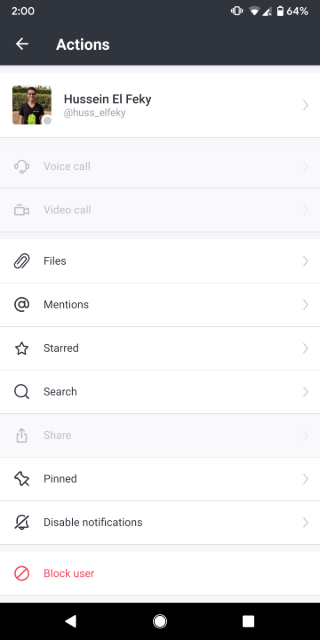 2:00
64%
Actions
Hussein El Feky
@huss_elfeky
Voice call
Video call
Files
Mentions
Starred
Search
Share
Pinned
Disable notifications
Block user